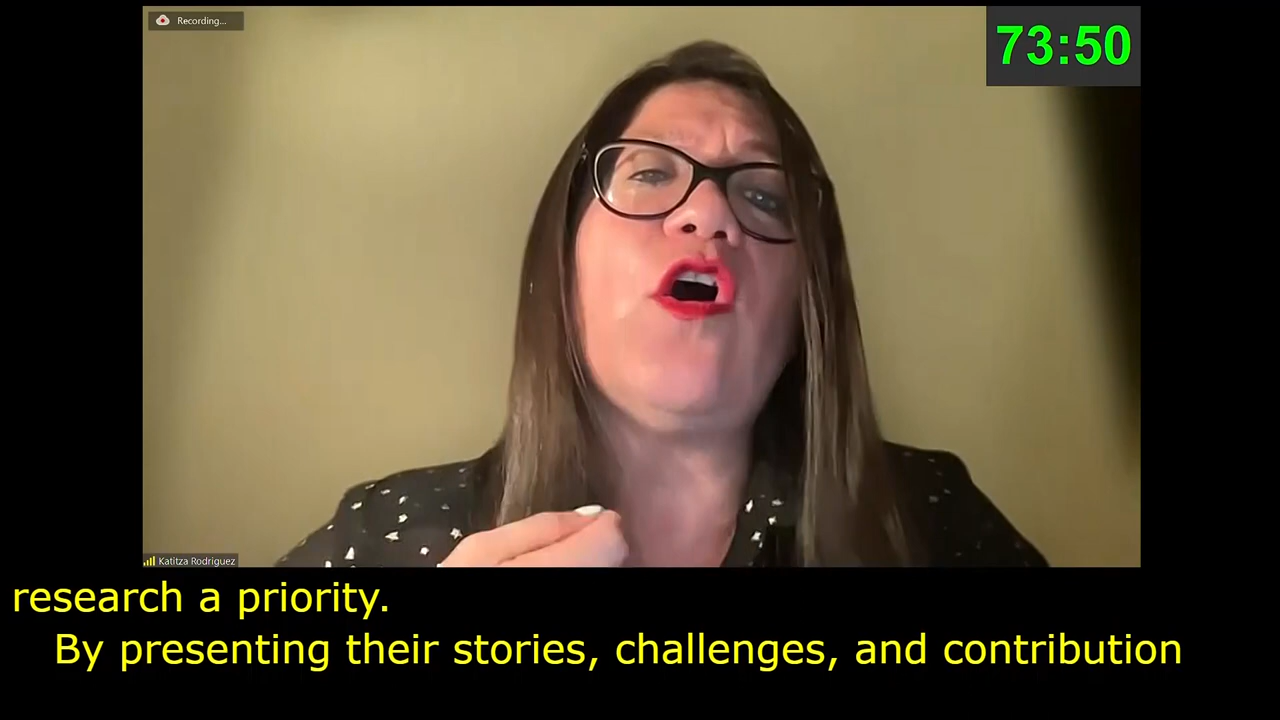 Recording...
73:50
Katitza Rodriguez
research a priority.
By presenting their stories, challenges, and contribution